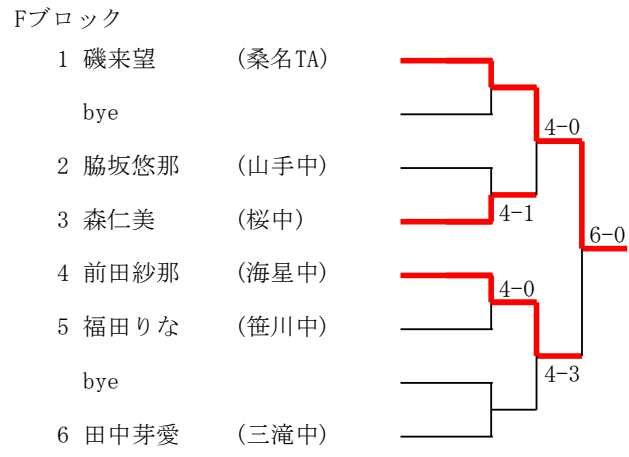 Fブロック
1 磯来望 (桑名TA)
bye
4-0
2 脇坂悠那 (山手中)
3 森仁美 (桜中)
4-1
6-0
4 前田紗那 (海星中)
4-0
5 福田りな (笹川中)
4-3
bye
6 田中芽愛 (三滝中)